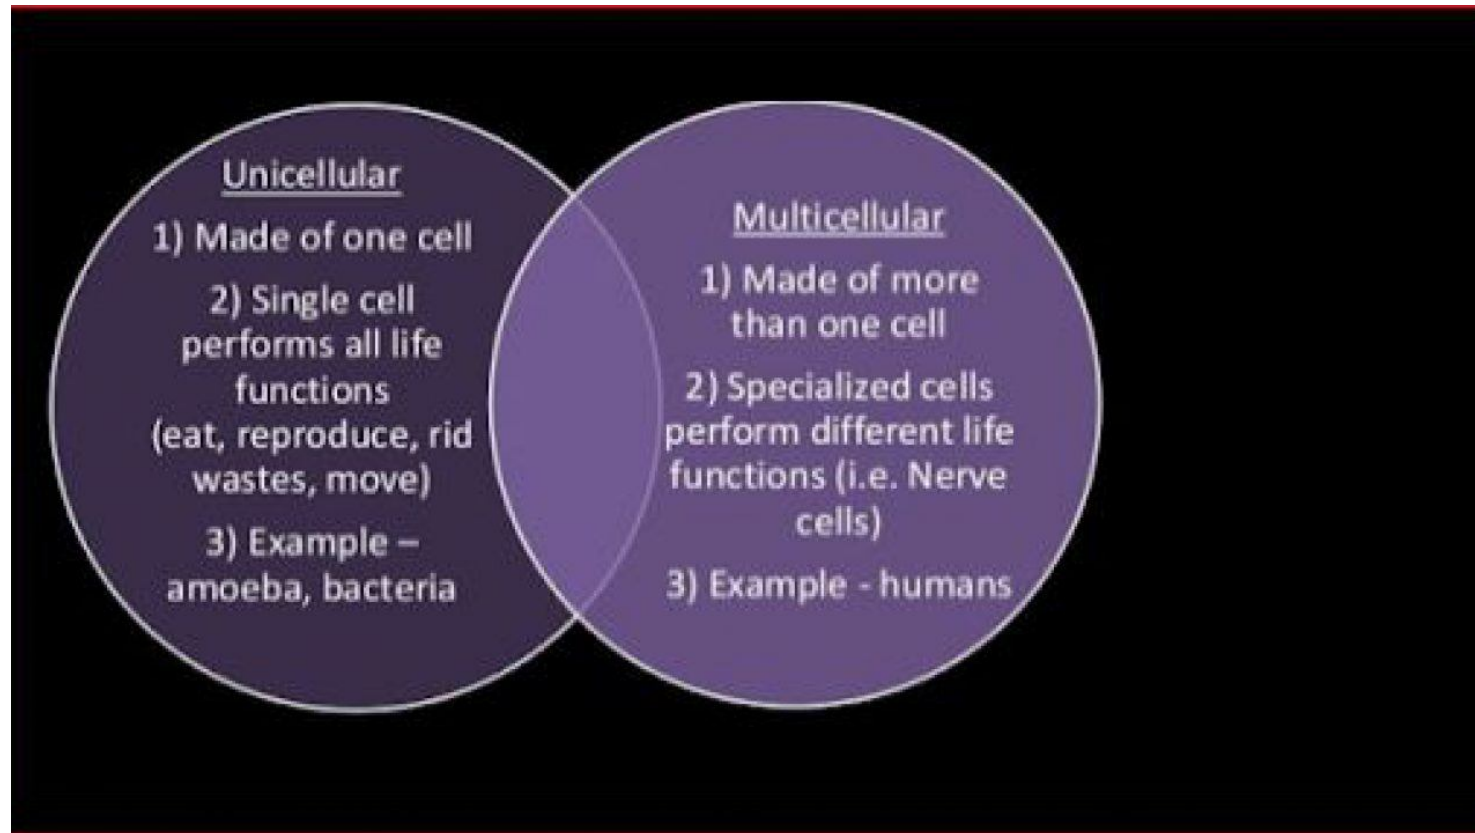 Unicellular
1) Made of one cell
2) Single cell
performs all life
functions
(eat, reproduce, rid
wastes, move)
3) Example –
amoeba, bacteria
Multicellular
1) Made of more
than one cell
2) Specialized cells
perform different life
functions (i.e. Nerve
cells)
3) Example - humans